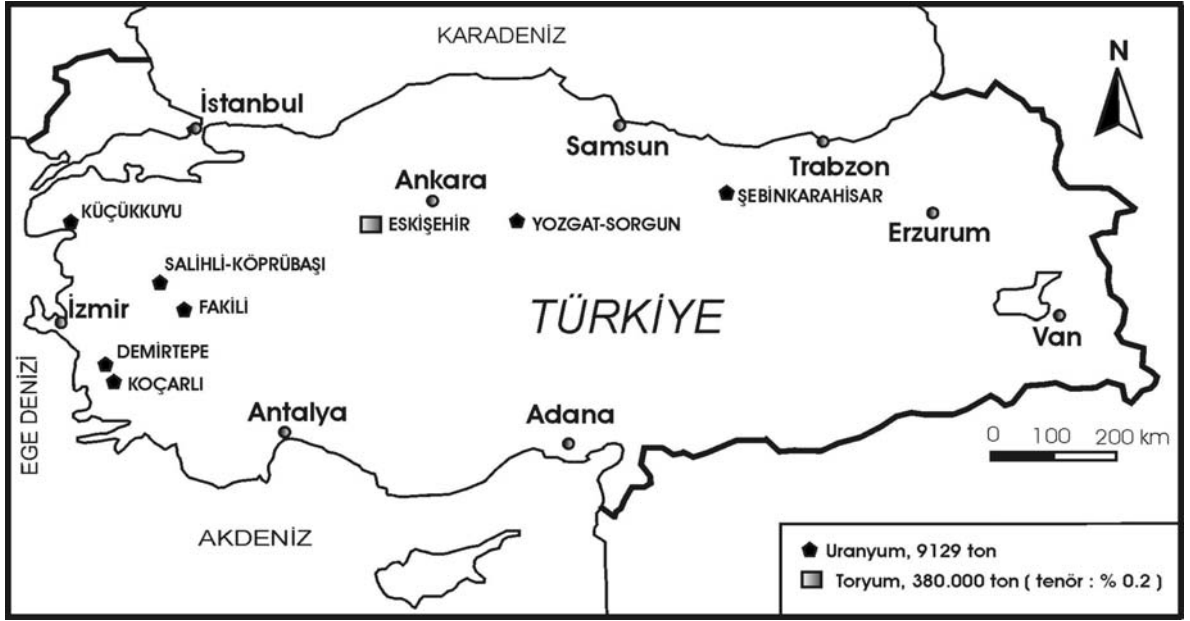 KARADENİZ
N
İstanbul
Samsun
Trabzon
Ankara
ŞEBİNKARAHİSAR
KÜÇÜKKUYU
ESKİŞEHİR
YOZGAT-SORGUN
Erzurum
SALİHLİ-KÖPRÜBAŞI
İzmir
FAKILI
TÜRKİYE
Van
DEMİRTEPE
KOÇARLI
EGE DENİZİ
Antalya
Adana
0 100 200 km
AKDENİZ
Uranyum, 9129 ton
Toryum, 380.000 ton ( tenör : % 0.2 )